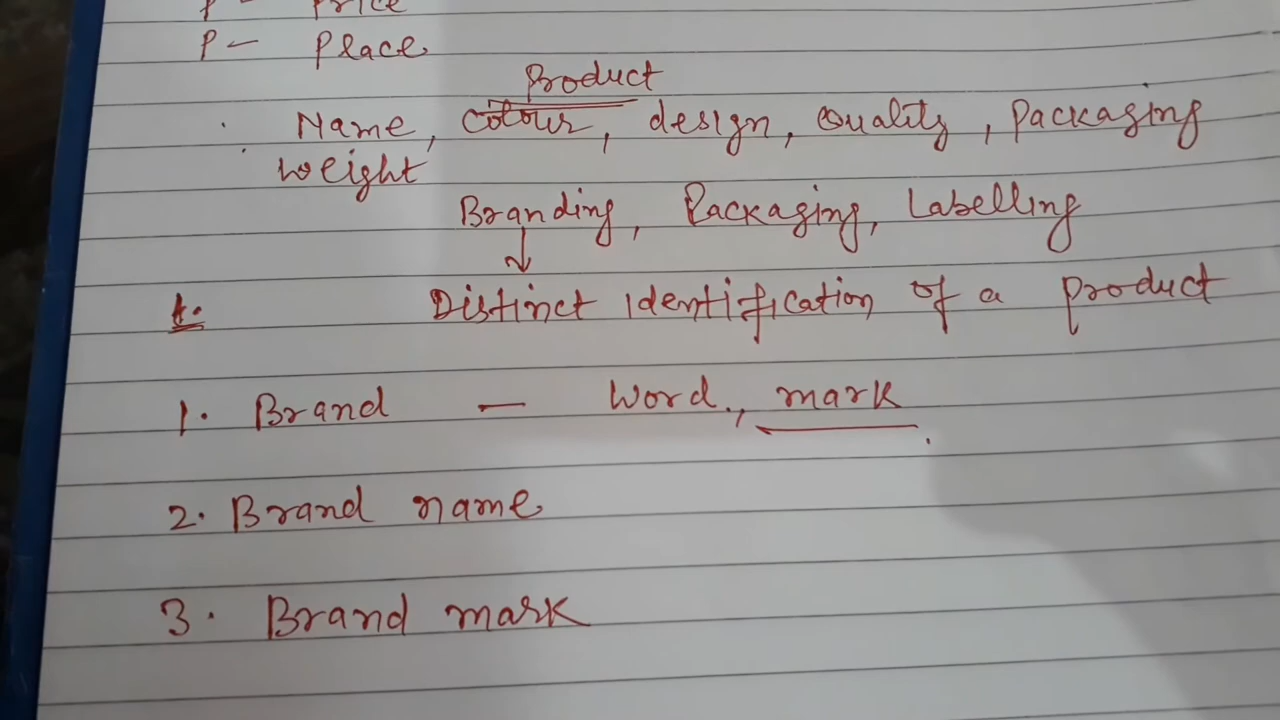 P - Price
P - Place
Product
Name, Colour, design, Quality, Packaging
weight
Branding, Packaging, Labelling
↓
Distinct identification of a product
1. Brand - Word, mark
2. Brand name
3. Brand mark